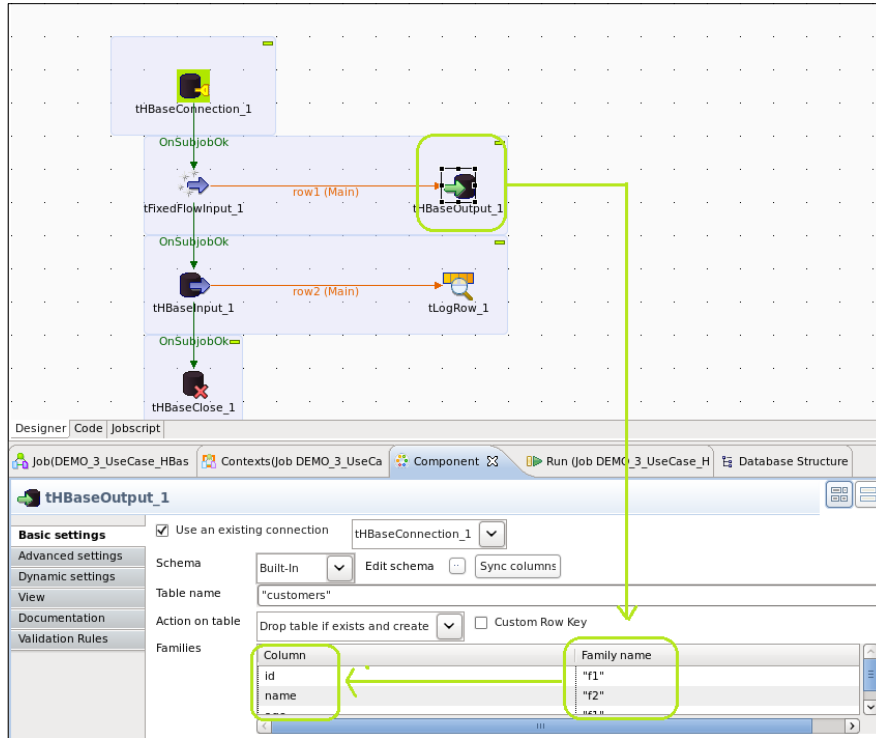 tHBaseConnection_1
OnSubjobOk
row1 (Main)
tFixedFlowInput_1
tHBaseOutput_1
OnSubjobOk
row2 (Main)
tHBaseInput_1
tLogRow_1
OnSubjobOk
tHBaseClose_1
Designer Code Jobscript
Job(DEMO_3_UseCase_HBas Contexts(Job DEMO_3_UseCa Component Run (Job DEMO_3_UseCase_H Database Structure
tHBaseOutput_1
Basic settings
Advanced settings
Dynamic settings
View
Documentation
Validation Rules
Use an existing connection tHBaseConnection_1
Schema Built-In Edit schema Sync columns
Table name "customers"
Action on table Drop table if exists and create Custom Row Key
Families
Column Family name
id "f1"
name "f2"
age "f1"